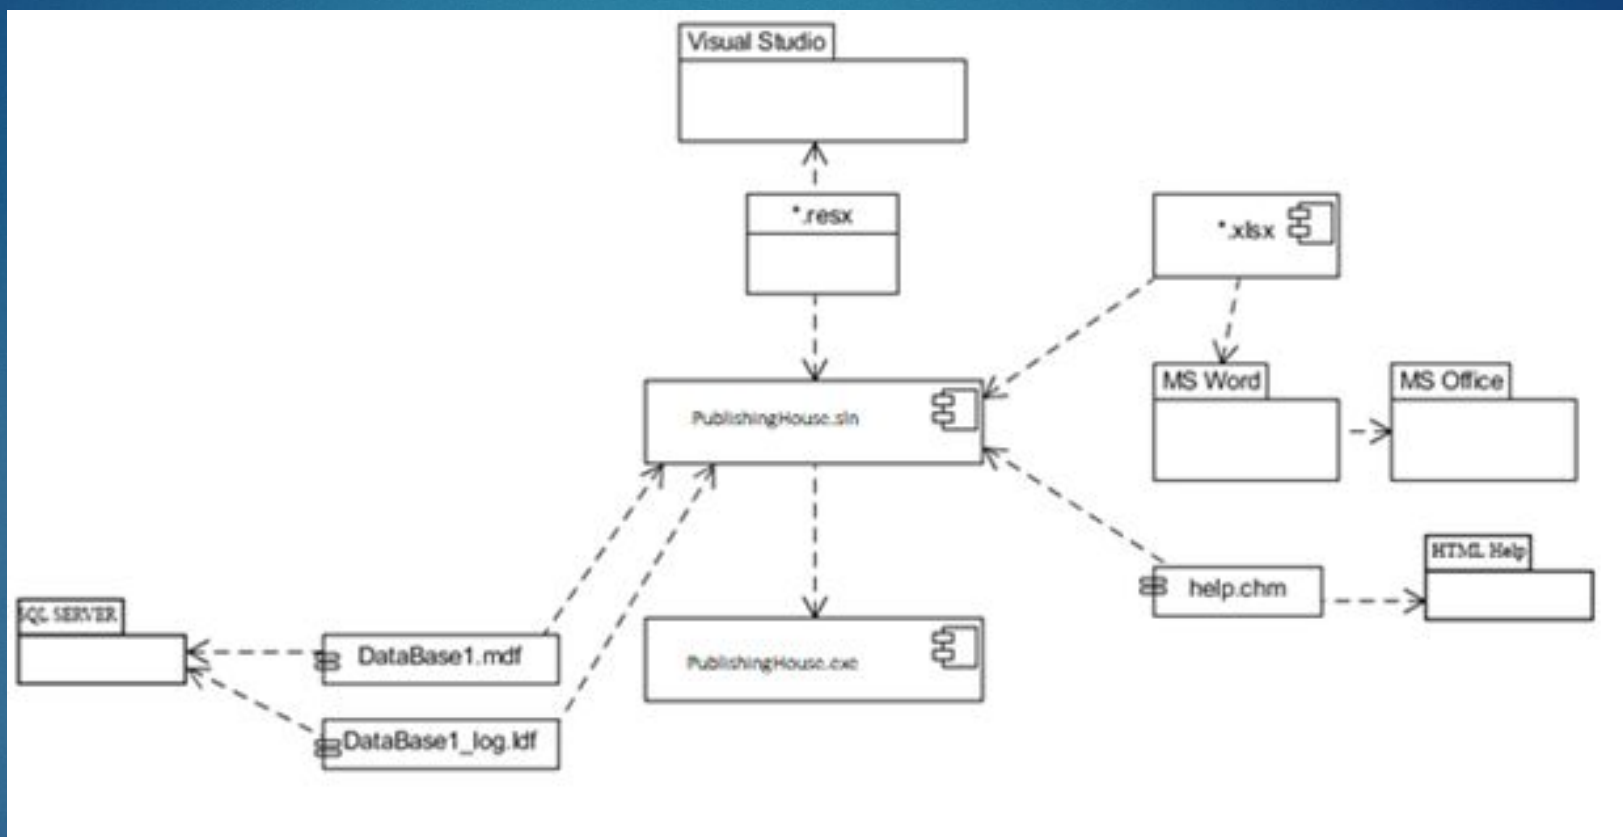 Visual Studio
*.resx
*.xlsx
PublishingHouse.sln
MS Word
MS Office
HTML Help
help.chm
SQL SERVER
DataBase1.mdf
PublishingHouse.exe
DataBase1_log.ldf